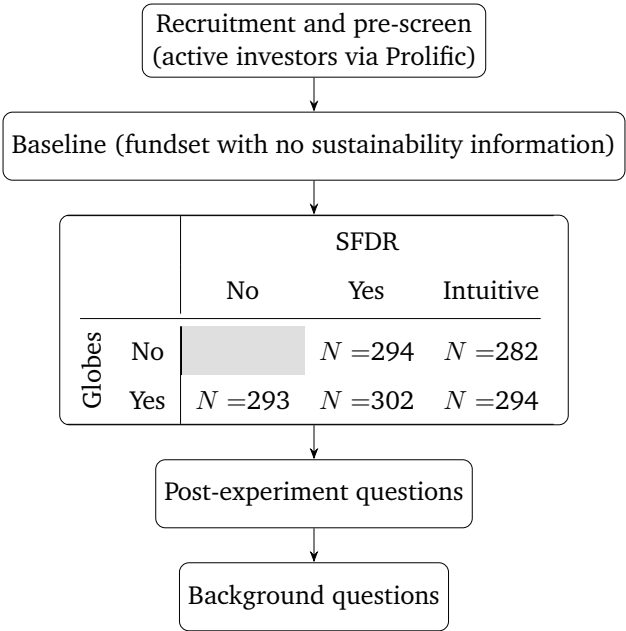 Recruitment and pre-screen
(active investors via Prolific)
Baseline (fundset with no sustainability information)
SFDR
No Yes Intuitive
Globes
No N =294 N =282
Yes N =293 N =302 N =294
Post-experiment questions
Background questions